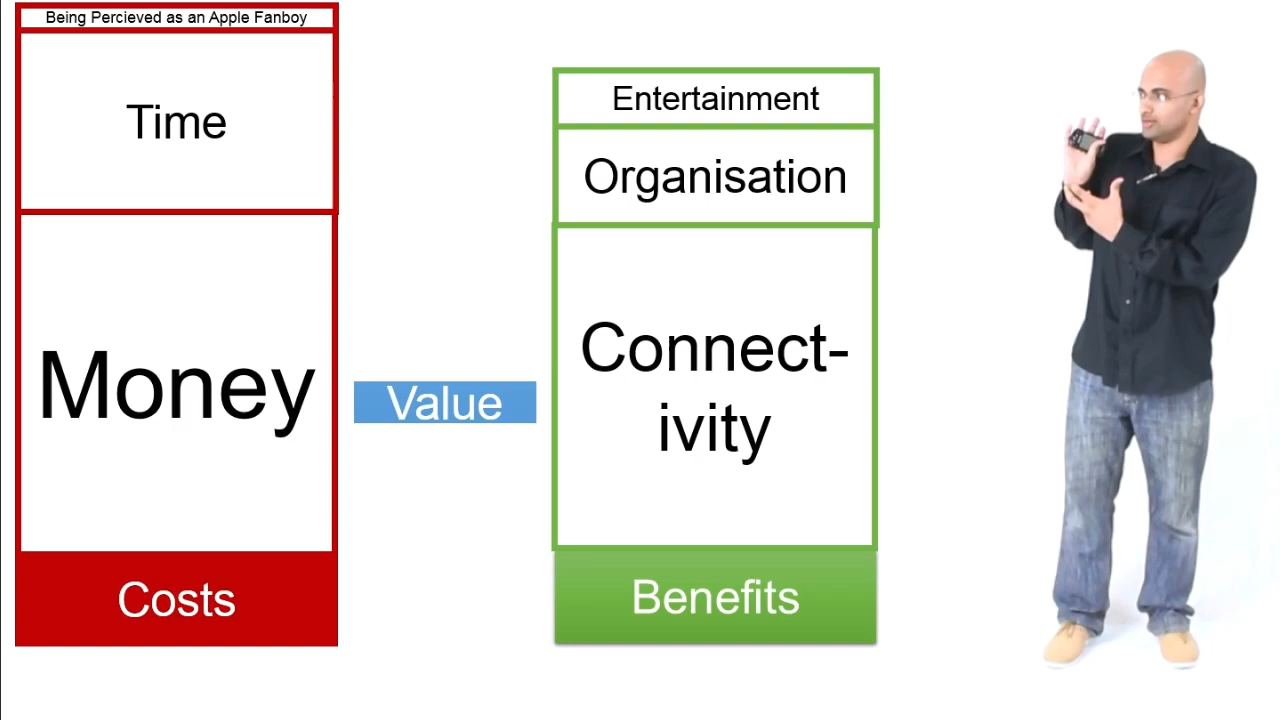 Being Percieved as an Apple Fanboy
Time
Money
Costs
Value
Entertainment
Organisation
Connect-
ivity
Benefits